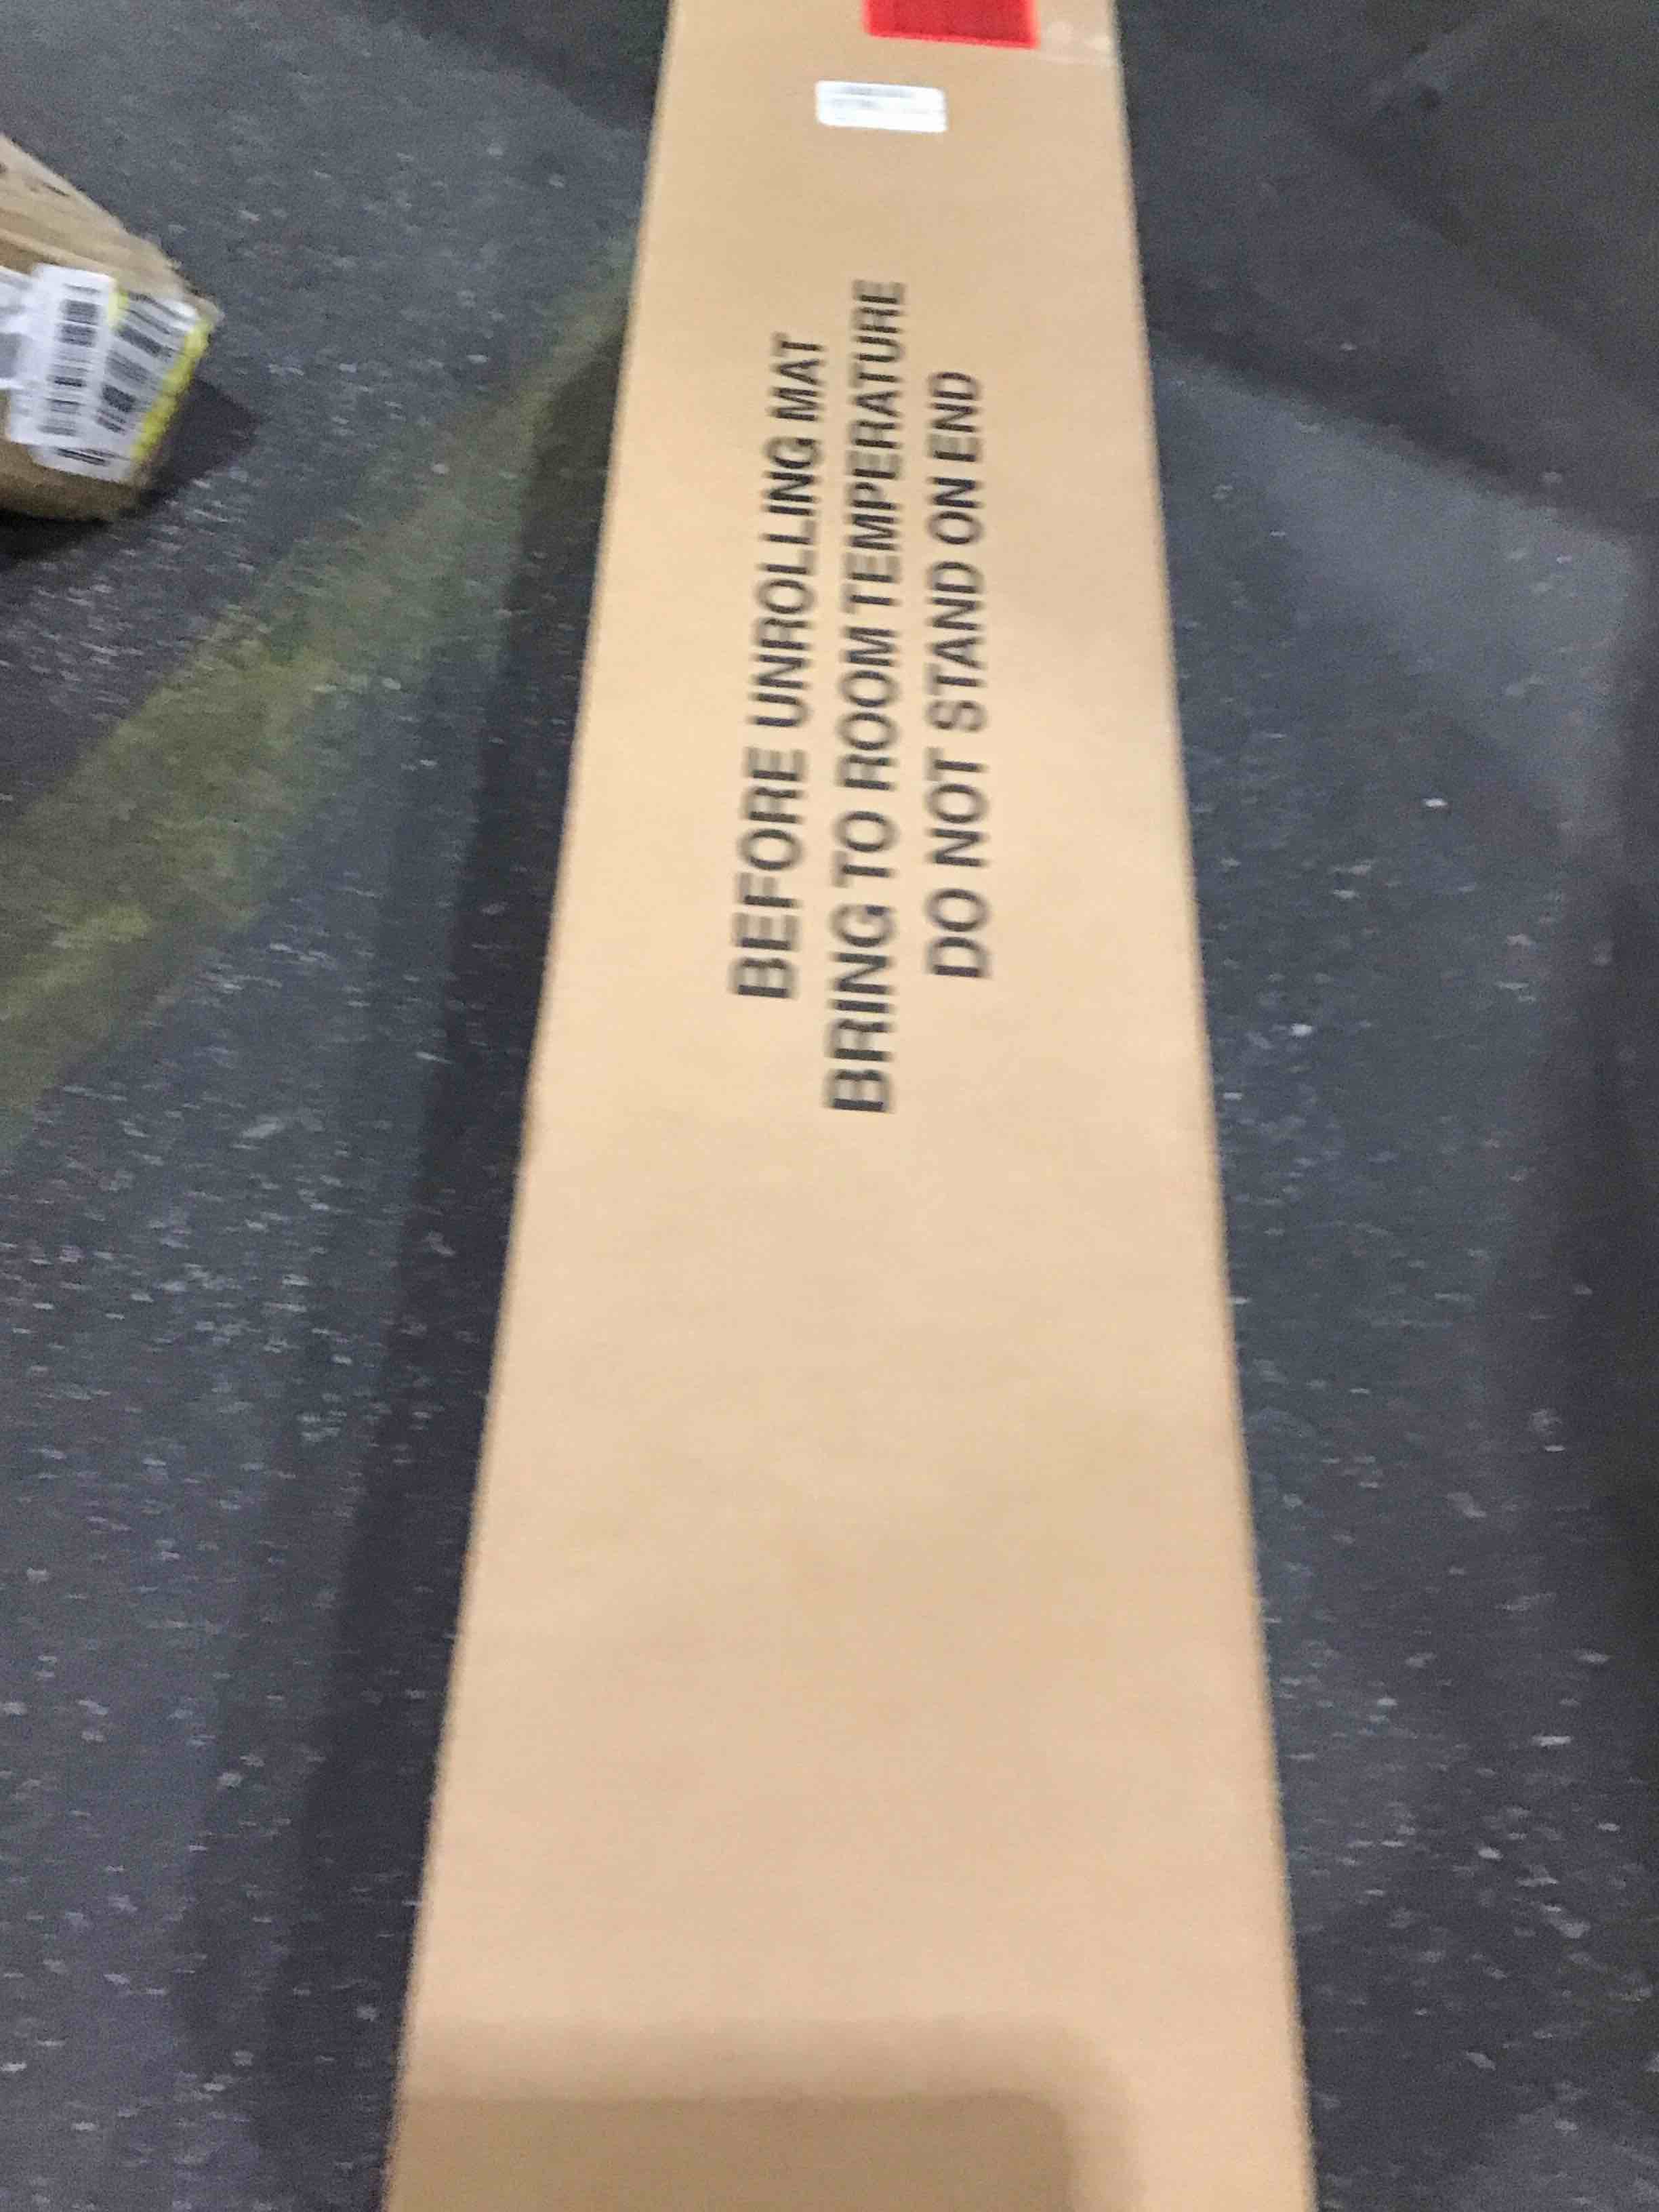 BEFORE UNROLLING MAT
BRING TO ROOM TEMPERATURE
DO NOT STAND ON END